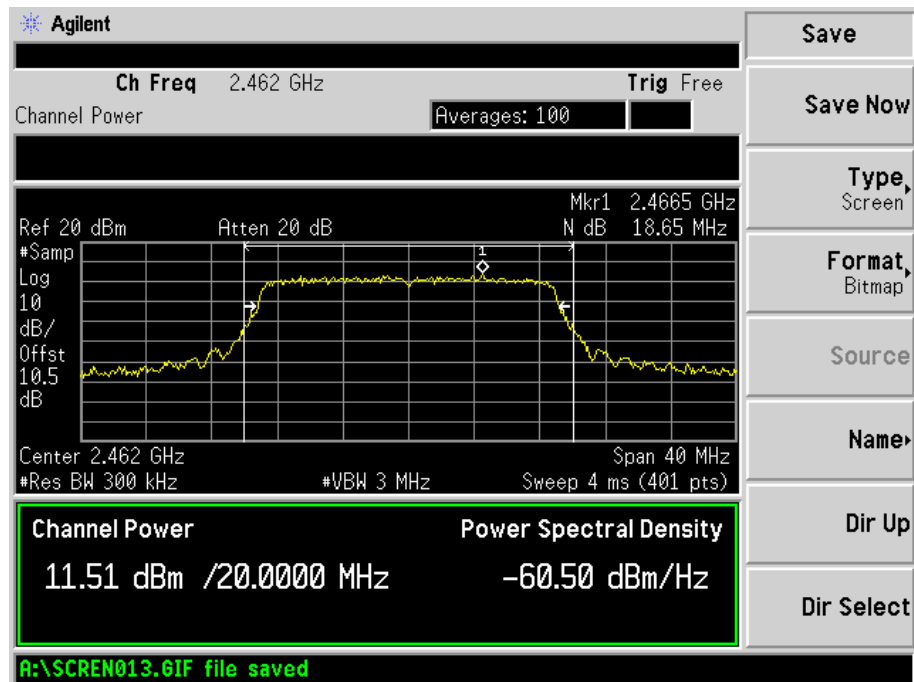 Agilent
Save
Ch Freq 2.462 GHz Trig Free
Channel Power Averages: 100
Save Now
Type
Screen
Mkr1 2.4665 GHz
Ref 20 dBm Atten 20 dB N dB 18.65 MHz
#Samp
Log
10
dB/
Offst
10.5
dB
1
Format
Bitmap
Source
Center 2.462 GHz Span 40 MHz
#Res BW 300 kHz #VBW 3 MHz Sweep 4 ms (401 pts)
Name
Channel Power Power Spectral Density
11.51 dBm /20.0000 MHz -60.50 dBm/Hz
Dir Up
Dir Select
A:\SCREN013.GIF file saved